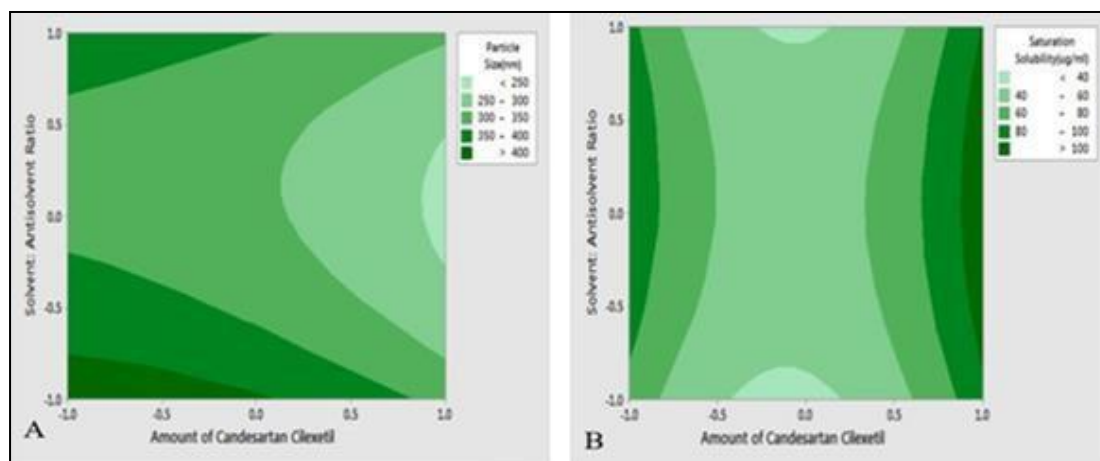 Particle
Size(nm)
< 250
250 – 300
300 – 350
350 – 400
> 400
1.0
0.5
0.0
-0.5
-1.0
Solvent: Antisolvent Ratio
-1.0 -0.5 0.0 0.5 1.0
Amount of Candesartan Cilexetil
A
Saturation
Solubility(ug/ml)
< 40
40 – 60
60 – 80
80 – 100
> 100
1.0
0.5
0.0
-0.5
-1.0
Solvent: Antisolvent Ratio
-1.0 -0.5 0.0 0.5 1.0
Amount of Candesartan Cilexetil
B